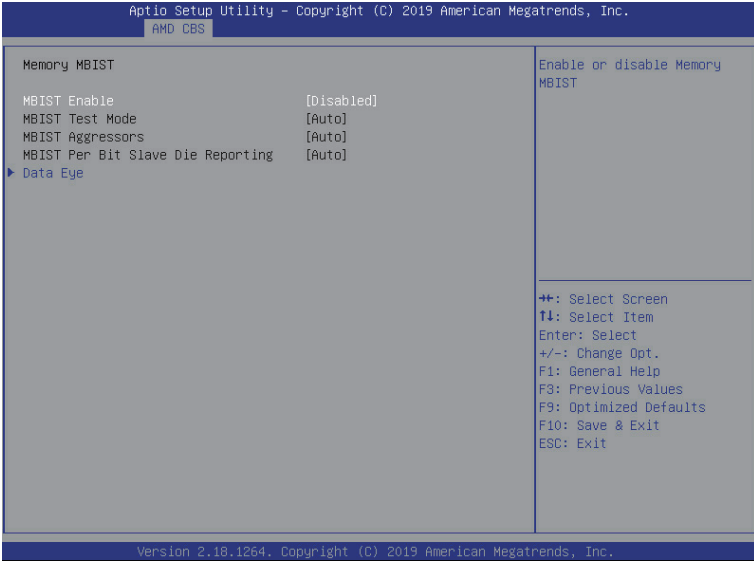 Aptio Setup Utility – Copyright (C) 2019 American Megatrends, Inc.
AMD CBS
Memory MBIST
MBIST Enable [Disabled]
MBIST Test Mode [Auto]
MBIST Aggressors [Auto]
MBIST Per Bit Slave Die Reporting [Auto]
Data Eye
Enable or disable Memory
MBIST
→←: Select Screen
↑↓: Select Item
Enter: Select
+/-: Change Opt.
F1: General Help
F3: Previous Values
F9: Optimized Defaults
F10: Save & Exit
ESC: Exit
Version 2.18.1264. Copyright (C) 2019 American Megatrends, Inc.